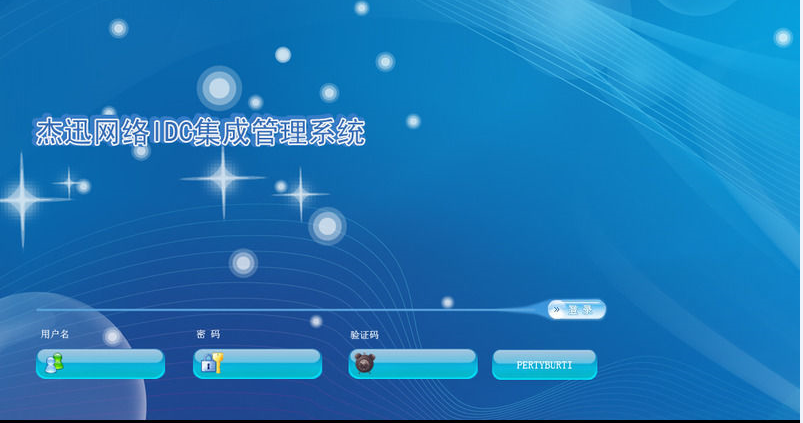 杰迅网络IDC集成管理系统
» 登 录
用户名
密 码
验证码
PERTYBURTI